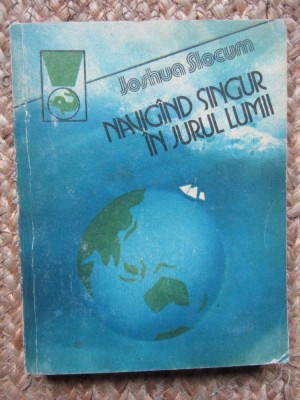 Joshua Slocum
NAVIGÎND SINGUR
ÎN JURUL LUMII